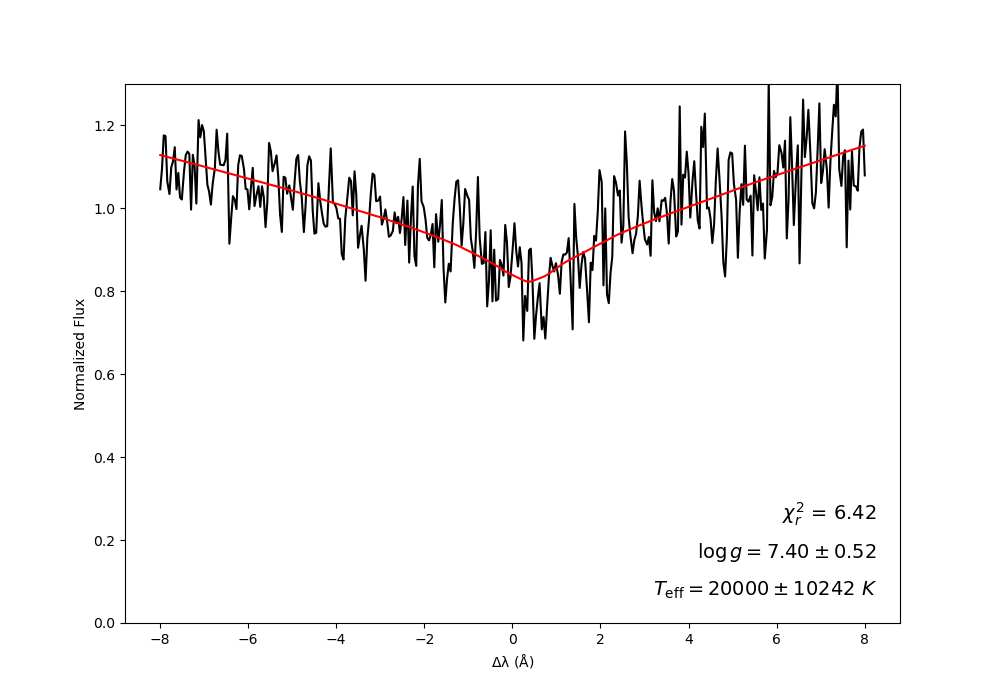 1.2
1.0
0.8
0.6
0.4
0.2
0.0
Normalized Flux
χ²ᵣ = 6.42
log g = 7.40 ± 0.52
T_eff = 20000 ± 10242 K
−8 −6 −4 −2 0 2 4 6 8
Δλ (Å)